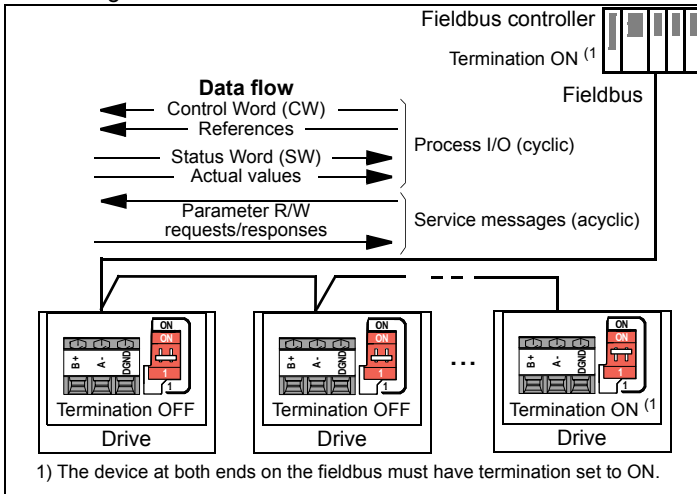 Fieldbus controller
Termination ON (1
Fieldbus
Data flow
Control Word (CW)
References
Process I/O (cyclic)
Status Word (SW)
Actual values
Parameter R/W
requests/responses
Service messages (acyclic)
ON
ON
1
1
B +
A -
DGND
Termination OFF
Drive
ON
ON
1
1
B +
A -
DGND
Termination OFF
Drive
...
ON
ON
1
1
B +
A -
DGND
Termination ON (1
Drive
1) The device at both ends on the fieldbus must have termination set to ON.